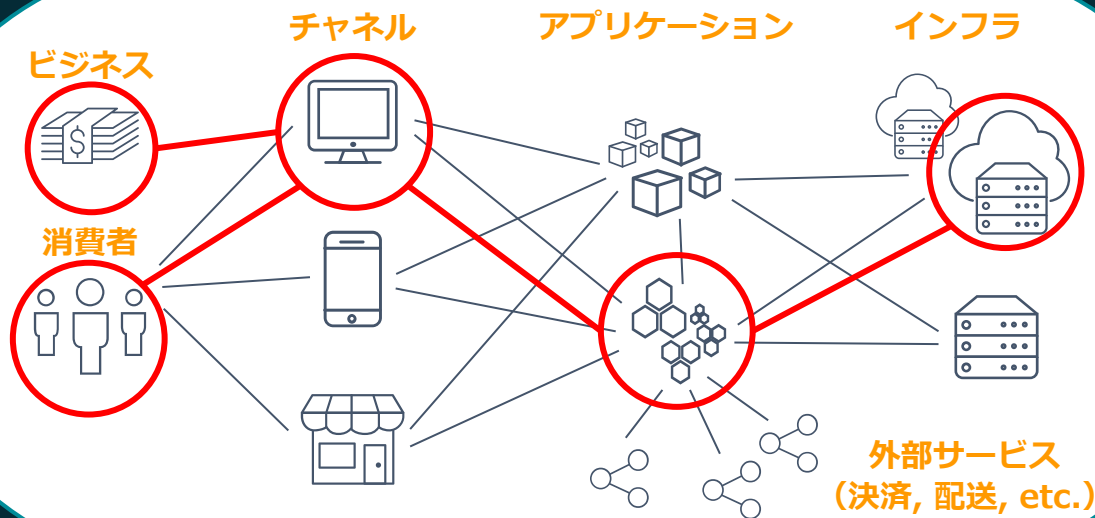 チャネル
アプリケーション
インフラ
ビジネス
$
消費者
外部サービス
（決済, 配送, etc.）